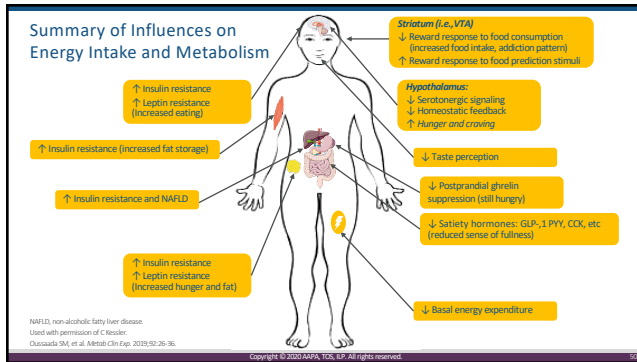 Summary of Influences on
Energy Intake and Metabolism
Striatum (i.e.,VTA)
↓ Reward response to food consumption
(increased food intake, addiction pattern)
↑ Reward response to food prediction stimuli
↑ Insulin resistance
↑ Leptin resistance
(Increased eating)
Hypothalamus:
↓ Serotonergic signaling
↓ Homeostatic feedback
↑ Hunger and craving
↑ Insulin resistance (increased fat storage)
↓ Taste perception
↑ Insulin resistance and NAFLD
↓ Postprandial ghrelin
suppression (still hungry)
↓ Satiety hormones: GLP-,1 PYY, CCK, etc
(reduced sense of fullness)
↑ Insulin resistance
↑ Leptin resistance
(Increased hunger and fat)
↓ Basal energy expenditure
NAFLD, non-alcoholic fatty liver disease.
Used with permission of C Kessler.
Oussaada SM, et al. Metab Clin Exp. 2019;92:26-36.
Copyright © 2020 AAPA, TOS, ILP. All rights reserved.
50